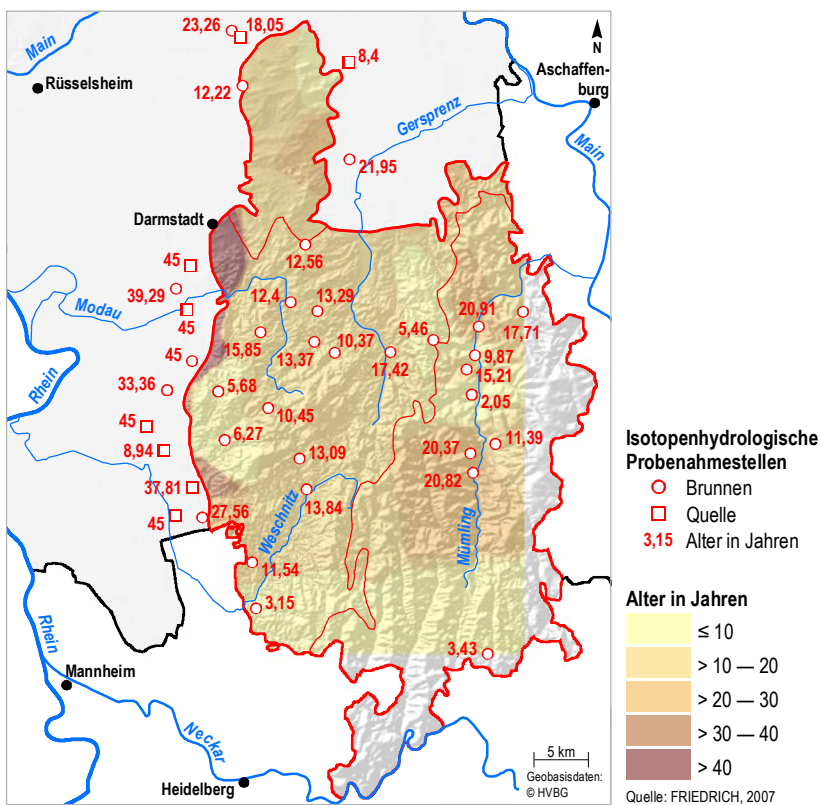 23,26
18,05
Main
8,4
N
Aschaffen-
burg
Rüsselsheim
12,22
Gersprenz
Main
21,95
Darmstadt
12,56
45
39,29
Modau
12,4
13,29
45
20,91
17,71
5,46
15,85
13,37
10,37
17,42
9,87
45
15,21
Rhein
33,36
5,68
2,05
10,45
45
6,27
11,39
8,94
13,09
20,37
20,82
37,81
13,84
27,56
45
Weschnitz
Mümling
11,54
3,15
Rhein
3,43
Mannheim
Neckar
5 km
Geobasisdaten:
© HVBG
Heidelberg
Isotopenhydrologische
Probenahmestellen
Brunnen
Quelle
3,15 Alter in Jahren
Alter in Jahren
≤ 10
> 10 — 20
> 20 — 30
> 30 — 40
> 40
Quelle: FRIEDRICH, 2007